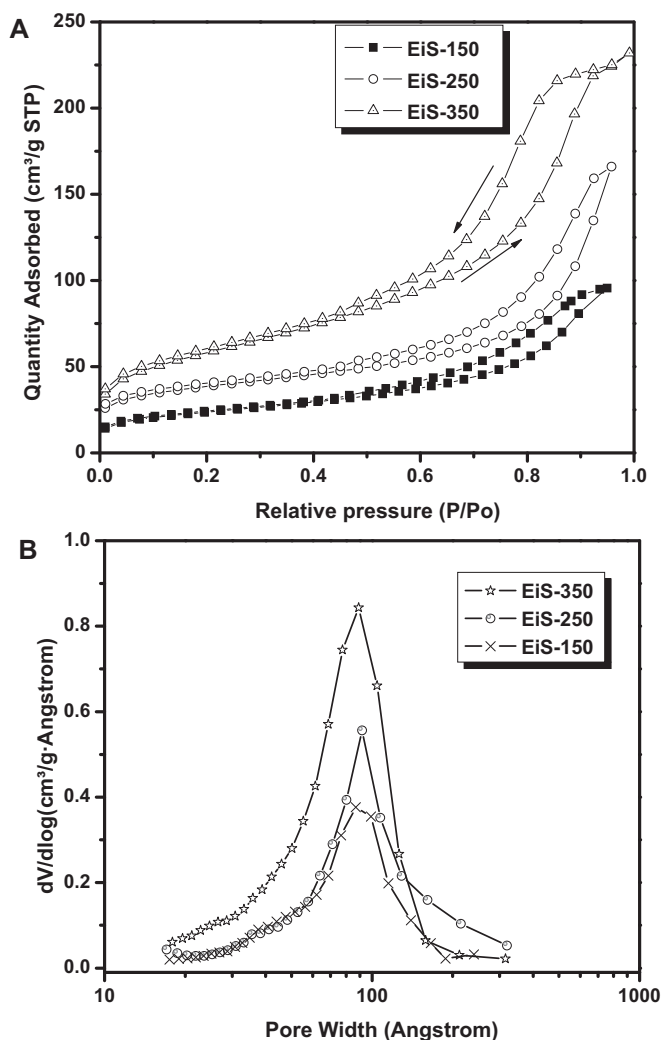 A
250
200
150
100
50
0
Quantity Adsorbed (cm³/g STP)
EiS-150
EiS-250
EiS-350
0.0 0.2 0.4 0.6 0.8 1.0
Relative pressure (P/Po)
B
1.0
0.8
0.6
0.4
0.2
0.0
dV/dlog(cm³/g·Angstrom)
EiS-350
EiS-250
EiS-150
10 100 1000
Pore Width (Angstrom)